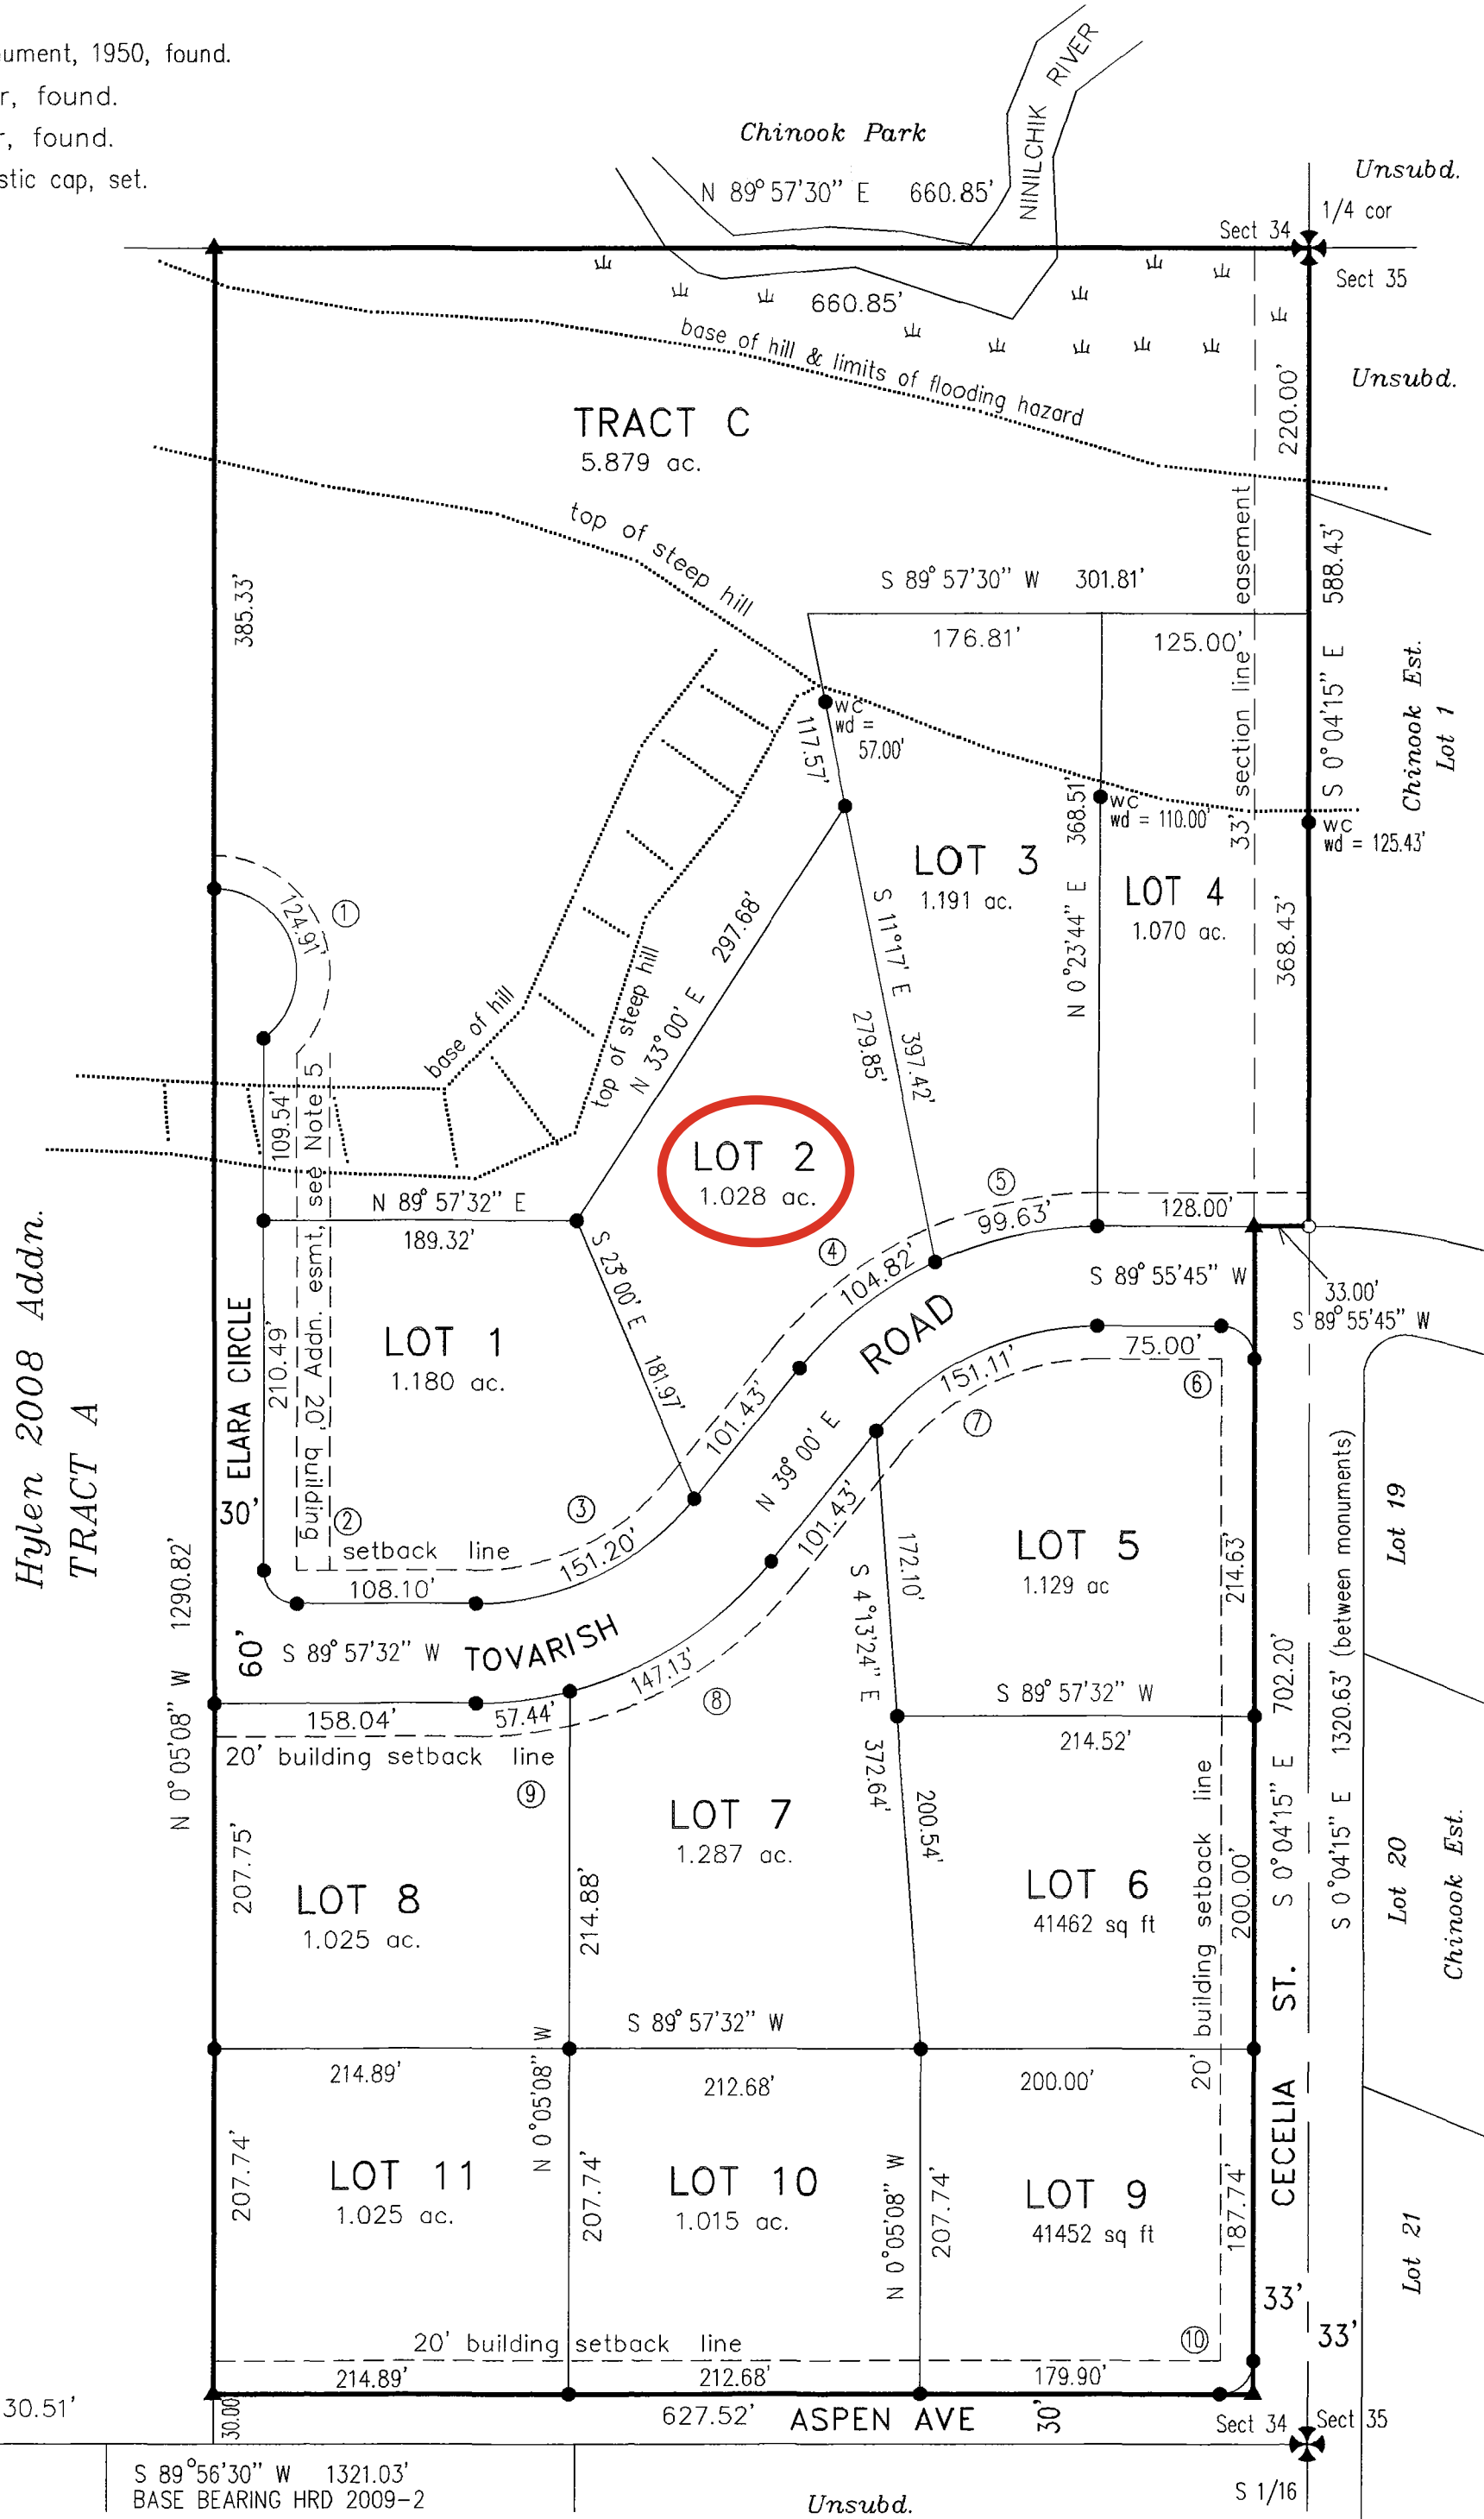 ument, 1950, found.
r, found.
r, found.
stic cap, set.
Chinook Park
NINILCHIK RIVER
N 89°57'30" E 660.85'
Unsubd.
1/4 cor
Sect 34
Sect 35
660.85'
base of hill & limits of flooding hazard
220.00'
Unsubd.
TRACT C
5.879 ac.
top of steep hill
385.33'
S 89°57'30" W 301.81'
176.81'
125.00'
33' section line easement
S 0°04'15" E 588.43'
Chinook Est.
Lot 1
WC
wd =
57.00'
117.57'
WC
wd = 110.00'
WC
wd = 125.43'
LOT 3
1.191 ac.
N 0°23'44" E 368.51'
LOT 4
1.070 ac.
368.43'
124.91'
1
297.68'
N 33°00' E
S 11°17' E 397.42'
279.85'
base of hill
top of steep hill
109.54'
20' building esmt, see Note 5
Addn.
LOT 2
1.028 ac.
N 89°57'32" E
189.32'
5
99.63'
128.00'
4
104.82'
S 89°55'45" W
33.00'
S 89°55'45" W
Hylen 2008 Addn.
TRACT A
ELARA CIRCLE
210.49'
LOT 1
1.180 ac.
S 23°00' E 181.97'
ROAD
101.43'
151.11'
75.00'
6
7
N 39°00' E
30'
2
3
setback line
151.20'
108.10'
101.43'
LOT 5
1.129 ac
172.10'
214.63'
S 4°13'24" E 372.64'
1320.63' (between monuments)
S 0°04'15" E
Lot 19
N 0°05'08" W 1290.82'
60'
S 89°57'32" W
TOVARISH
147.13'
8
158.04'
57.44'
20' building setback line
9
S 89°57'32" W
214.52'
S 0°04'15" E 702.20'
207.75'
LOT 8
1.025 ac.
214.88'
LOT 7
1.287 ac.
200.54'
LOT 6
41462 sq ft
20' building setback line
200.00'
Lot 20
Chinook Est.
S 89°57'32" W
214.89'
212.68'
200.00'
N 0°05'08" W
207.74'
LOT 11
1.025 ac.
207.74'
LOT 10
1.015 ac.
N 0°05'08" W
207.74'
LOT 9
41452 sq ft
187.74'
CECELIA ST.
Lot 21
33'
33'
20' building setback line
10
214.89'
212.68'
179.90'
30.51'
30.00
627.52'
ASPEN AVE
30'
Sect 34
Sect 35
S 89°56'30" W 1321.03'
BASE BEARING HRD 2009-2
Unsubd.
S 1/16